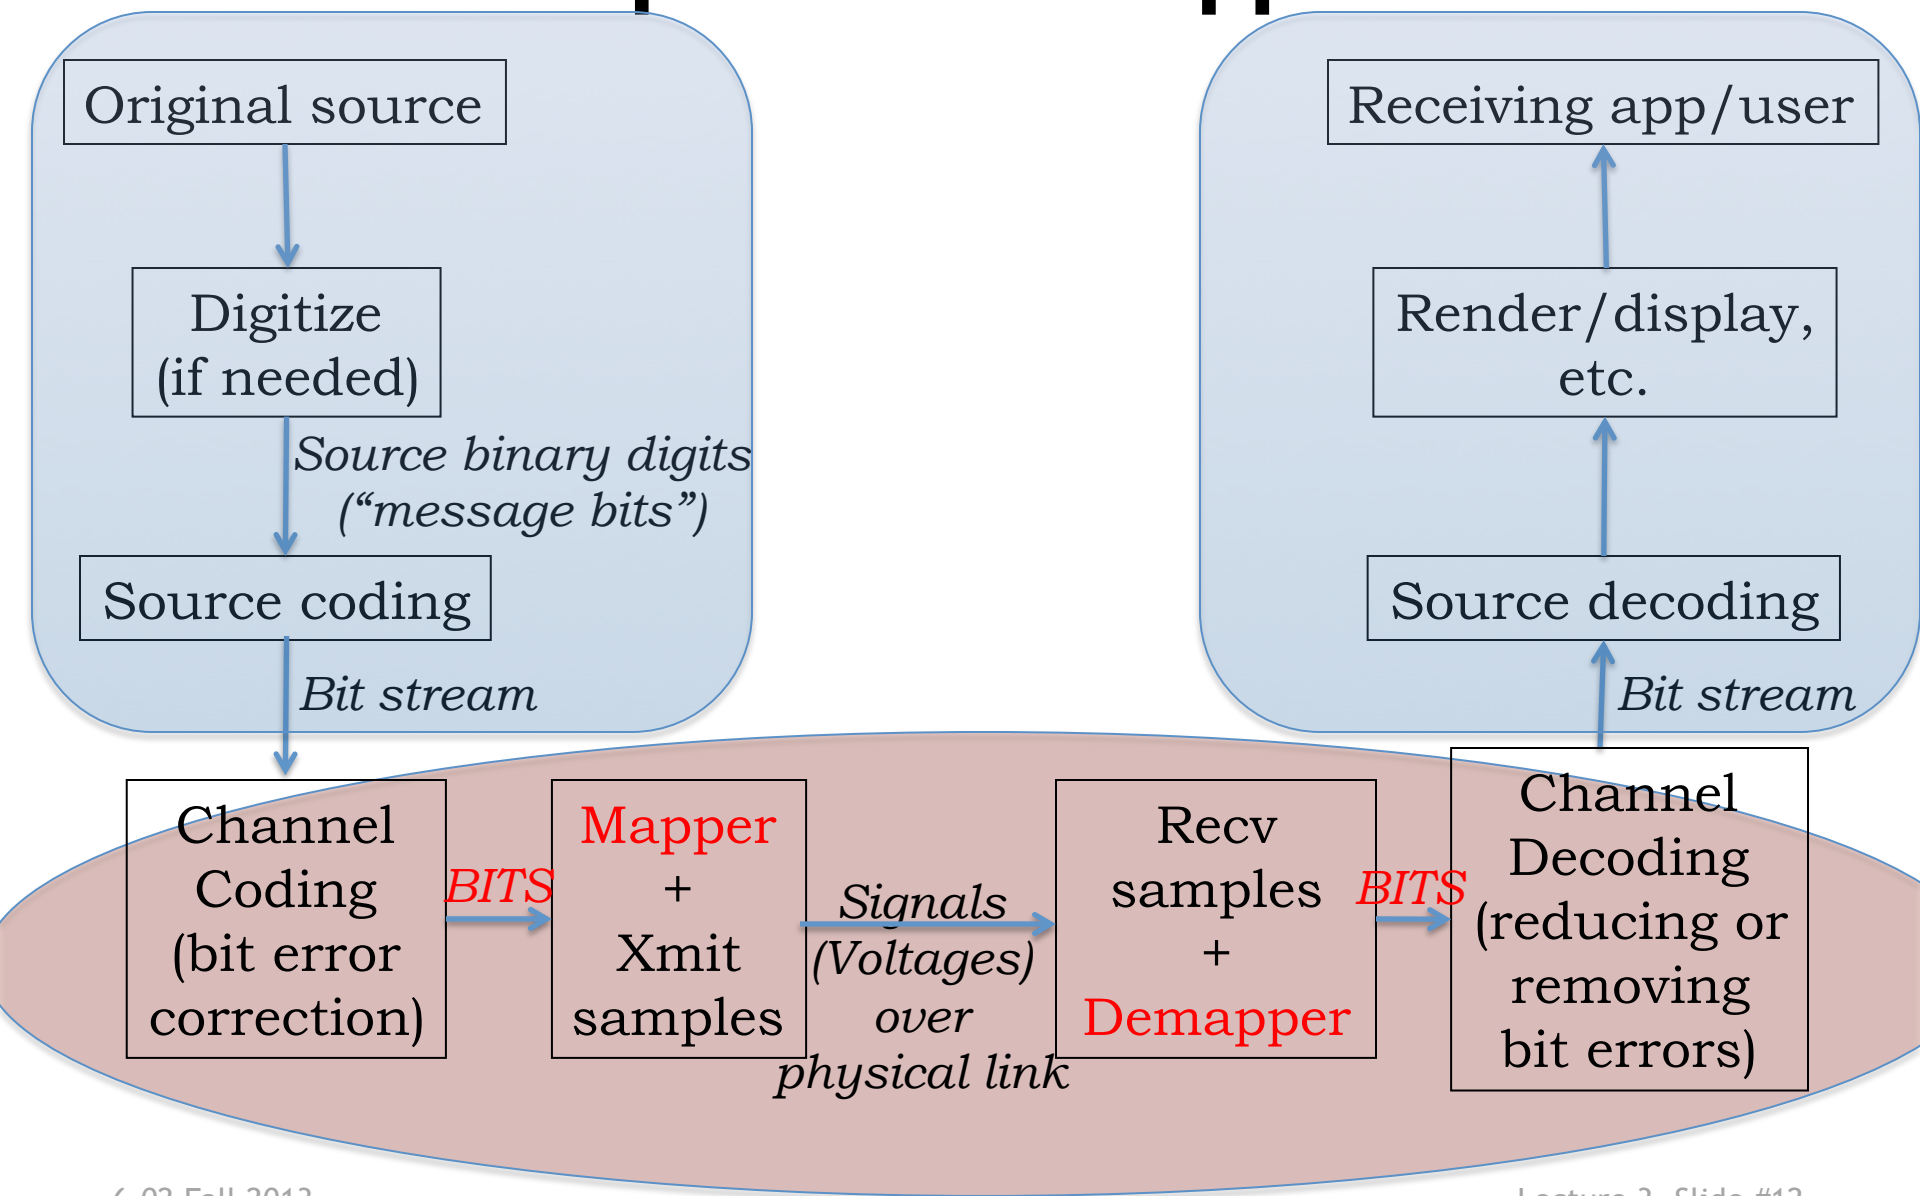 Original source
Digitize
(if needed)
Source binary digits
(“message bits”)
Source coding
Bit stream
Receiving app/user
Render/display,
etc.
Source decoding
Bit stream
Channel
Coding
(bit error
correction)
BITS
Mapper
+
Xmit
samples
Signals
(Voltages)
over
physical link
Recv
samples
+
Demapper
BITS
Channel
Decoding
(reducing or
removing
bit errors)